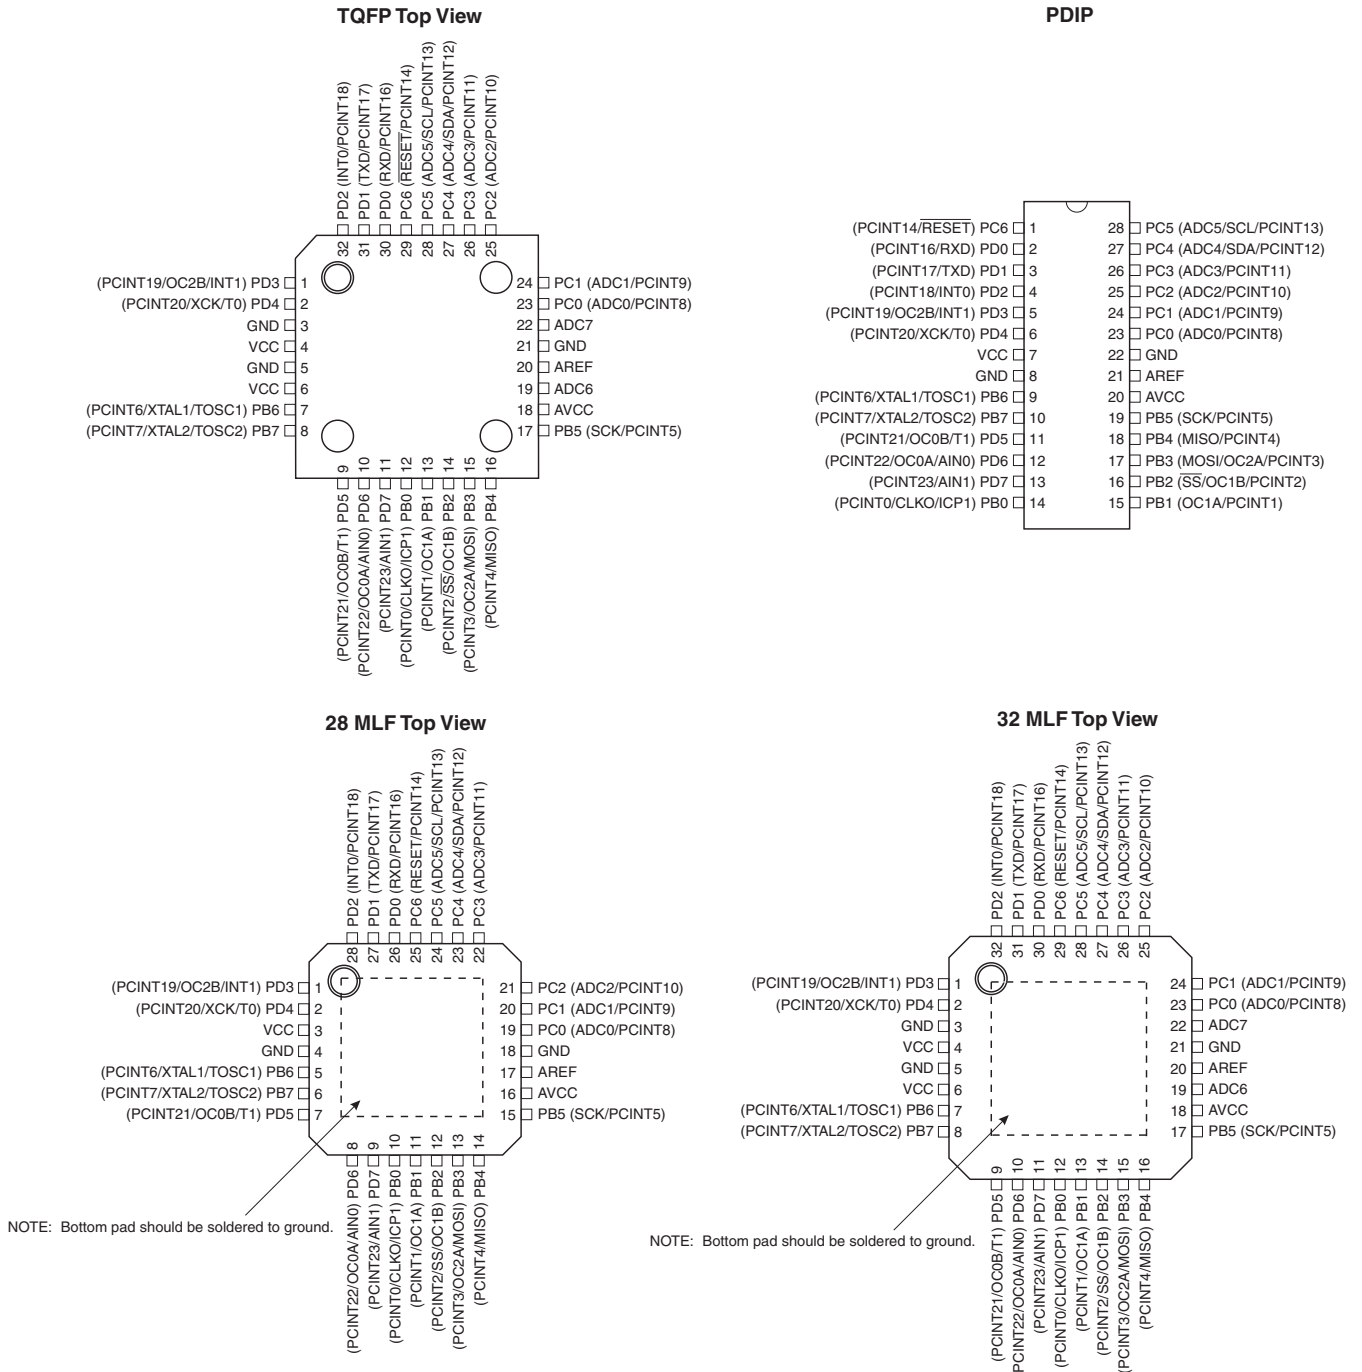 TQFP Top View
32 PD2 (INT0/PCINT18)
31 PD1 (TXD/PCINT17)
30 PD0 (RXD/PCINT16)
29 PC6 (RESET/PCINT14)
28 PC5 (ADC5/SCL/PCINT13)
27 PC4 (ADC4/SDA/PCINT12)
26 PC3 (ADC3/PCINT11)
25 PC2 (ADC2/PCINT10)
(PCINT19/OC2B/INT1) PD3 1
(PCINT20/XCK/T0) PD4 2
GND 3
VCC 4
GND 5
VCC 6
(PCINT6/XTAL1/TOSC1) PB6 7
(PCINT7/XTAL2/TOSC2) PB7 8
24 PC1 (ADC1/PCINT9)
23 PC0 (ADC0/PCINT8)
22 ADC7
21 GND
20 AREF
19 ADC6
18 AVCC
17 PB5 (SCK/PCINT5)
(PCINT21/OC0B/T1) PD5 9
(PCINT22/OC0A/AIN0) PD6 10
(PCINT23/AIN1) PD7 11
(PCINT0/CLKO/ICP1) PB0 12
(PCINT1/OC1A) PB1 13
(PCINT2/SS/OC1B) PB2 14
(PCINT3/OC2A/MOSI) PB3 15
(PCINT4/MISO) PB4 16
PDIP
(PCINT14/RESET) PC6 1
(PCINT16/RXD) PD0 2
(PCINT17/TXD) PD1 3
(PCINT18/INT0) PD2 4
(PCINT19/OC2B/INT1) PD3 5
(PCINT20/XCK/T0) PD4 6
VCC 7
GND 8
(PCINT6/XTAL1/TOSC1) PB6 9
(PCINT7/XTAL2/TOSC2) PB7 10
(PCINT21/OC0B/T1) PD5 11
(PCINT22/OC0A/AIN0) PD6 12
(PCINT23/AIN1) PD7 13
(PCINT0/CLKO/ICP1) PB0 14
28 PC5 (ADC5/SCL/PCINT13)
27 PC4 (ADC4/SDA/PCINT12)
26 PC3 (ADC3/PCINT11)
25 PC2 (ADC2/PCINT10)
24 PC1 (ADC1/PCINT9)
23 PC0 (ADC0/PCINT8)
22 GND
21 AREF
20 AVCC
19 PB5 (SCK/PCINT5)
18 PB4 (MISO/PCINT4)
17 PB3 (MOSI/OC2A/PCINT3)
16 PB2 (SS/OC1B/PCINT2)
15 PB1 (OC1A/PCINT1)
28 MLF Top View
28 PD2 (INT0/PCINT18)
27 PD1 (TXD/PCINT17)
26 PD0 (RXD/PCINT16)
25 PC6 (RESET/PCINT14)
24 PC5 (ADC5/SCL/PCINT13)
23 PC4 (ADC4/SDA/PCINT12)
22 PC3 (ADC3/PCINT11)
(PCINT19/OC2B/INT1) PD3 1
(PCINT20/XCK/T0) PD4 2
VCC 3
GND 4
(PCINT6/XTAL1/TOSC1) PB6 5
(PCINT7/XTAL2/TOSC2) PB7 6
(PCINT21/OC0B/T1) PD5 7
21 PC2 (ADC2/PCINT10)
20 PC1 (ADC1/PCINT9)
19 PC0 (ADC0/PCINT8)
18 GND
17 AREF
16 AVCC
15 PB5 (SCK/PCINT5)
(PCINT22/OC0A/AIN0) PD6 8
(PCINT23/AIN1) PD7 9
(PCINT0/CLKO/ICP1) PB0 10
(PCINT1/OC1A) PB1 11
(PCINT2/SS/OC1B) PB2 12
(PCINT3/OC2A/MOSI) PB3 13
(PCINT4/MISO) PB4 14
NOTE: Bottom pad should be soldered to ground.
32 MLF Top View
32 PD2 (INT0/PCINT18)
31 PD1 (TXD/PCINT17)
30 PD0 (RXD/PCINT16)
29 PC6 (RESET/PCINT14)
28 PC5 (ADC5/SCL/PCINT13)
27 PC4 (ADC4/SDA/PCINT12)
26 PC3 (ADC3/PCINT11)
25 PC2 (ADC2/PCINT10)
(PCINT19/OC2B/INT1) PD3 1
(PCINT20/XCK/T0) PD4 2
GND 3
VCC 4
GND 5
VCC 6
(PCINT6/XTAL1/TOSC1) PB6 7
(PCINT7/XTAL2/TOSC2) PB7 8
24 PC1 (ADC1/PCINT9)
23 PC0 (ADC0/PCINT8)
22 ADC7
21 GND
20 AREF
19 ADC6
18 AVCC
17 PB5 (SCK/PCINT5)
(PCINT21/OC0B/T1) PD5 9
PCINT22/OC0A/AIN0) PD6 10
(PCINT23/AIN1) PD7 11
(PCINT0/CLKO/ICP1) PB0 12
(PCINT1/OC1A) PB1 13
(PCINT2/SS/OC1B) PB2 14
(PCINT3/OC2A/MOSI) PB3 15
(PCINT4/MISO) PB4 16
NOTE: Bottom pad should be soldered to ground.